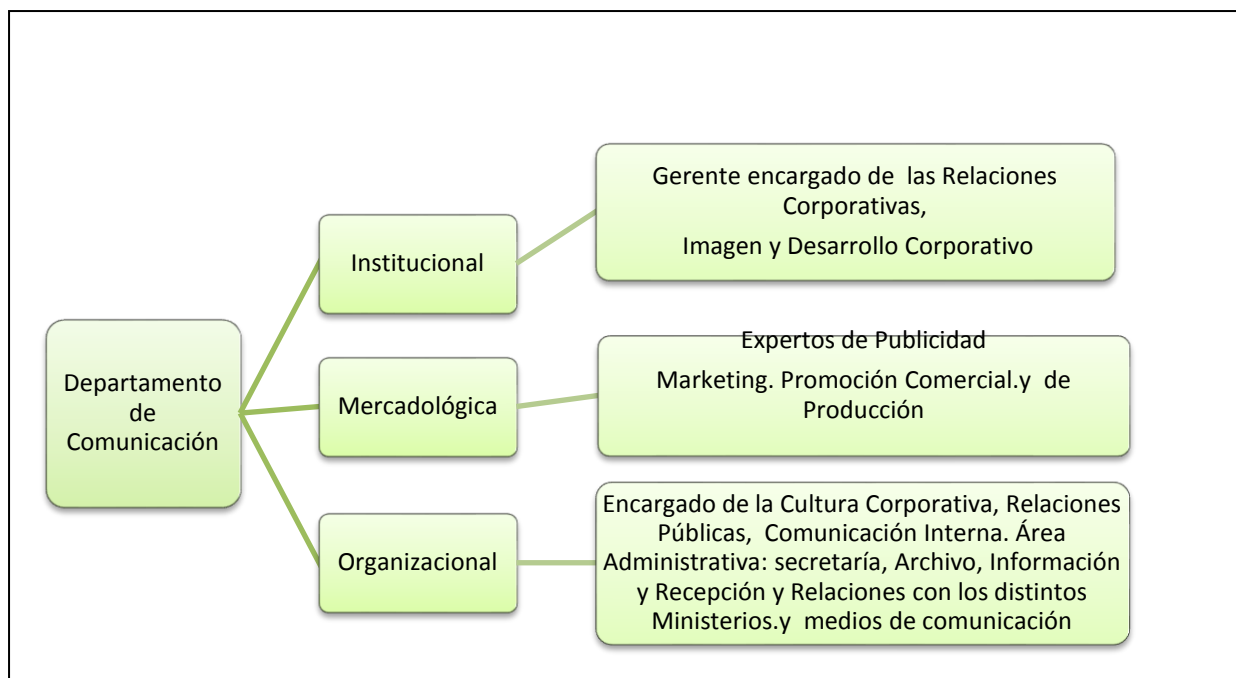 Departamento
de
Comunicación
Institucional
Gerente encargado de las Relaciones
Corporativas,
Imagen y Desarrollo Corporativo
Mercadológica
Expertos de Publicidad
Marketing. Promoción Comercial.y de
Producción
Organizacional
Encargado de la Cultura Corporativa, Relaciones
Públicas, Comunicación Interna. Área
Administrativa: secretaría, Archivo, Información
y Recepción y Relaciones con los distintos
Ministerios.y medios de comunicación